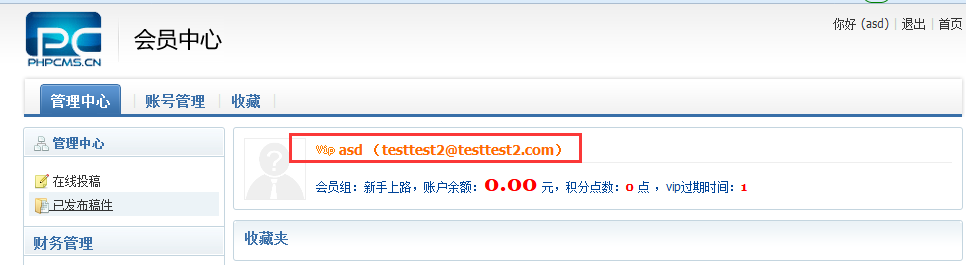 你好 (asd) | 退出 | 首页
PC
PHPCMS.CN
会员中心
管理中心 账号管理 收藏
管理中心
在线投稿
已发布稿件
财务管理
Vip asd （testtest2@testtest2.com）
会员组：新手上路，账户余额：0.00 元，积分点数：0 点 ，vip过期时间：1
收藏夹